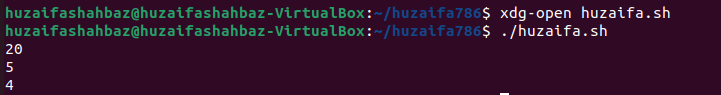 huzaifashahbaz@huzaifashahbaz-VirtualBox:~/huzaifa786$ xdg-open huzaifa.sh
huzaifashahbaz@huzaifashahbaz-VirtualBox:~/huzaifa786$ ./huzaifa.sh
20
5
4